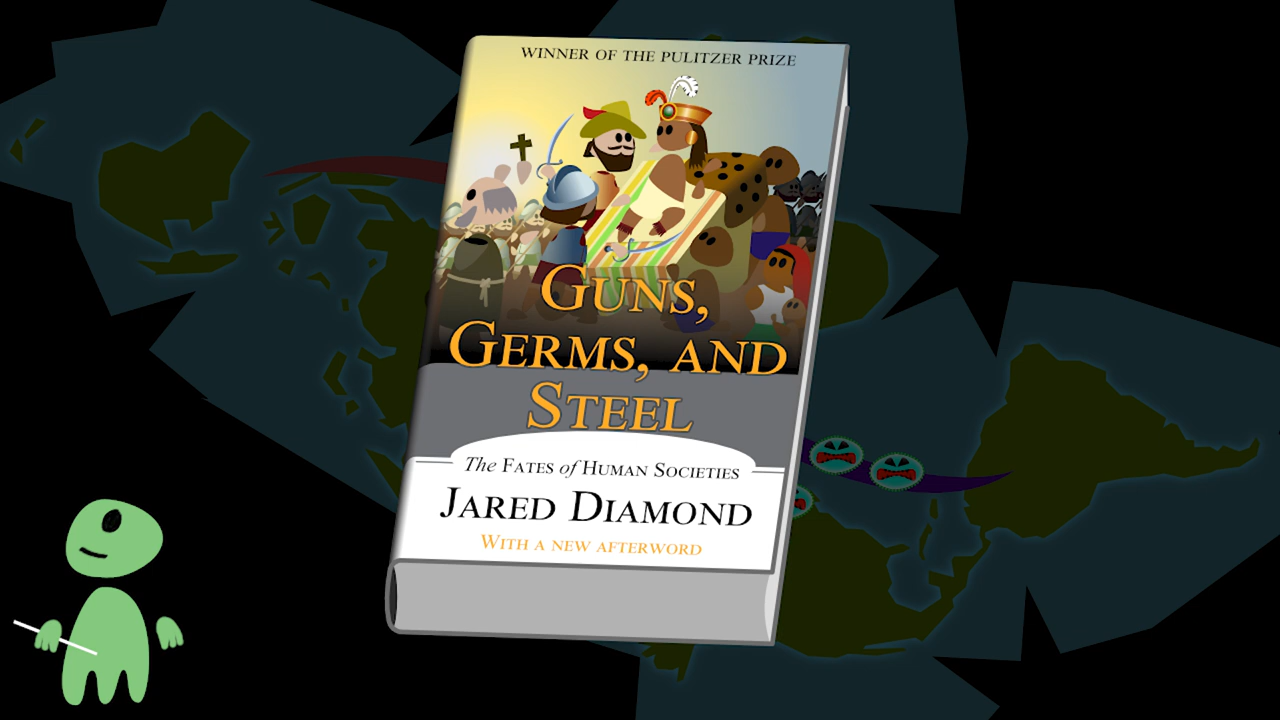 WINNER OF THE PULITZER PRIZE
GUNS,
GERMS, AND
STEEL
The FATES of HUMAN SOCIETIES
JARED DIAMOND
WITH A NEW AFTERWORD